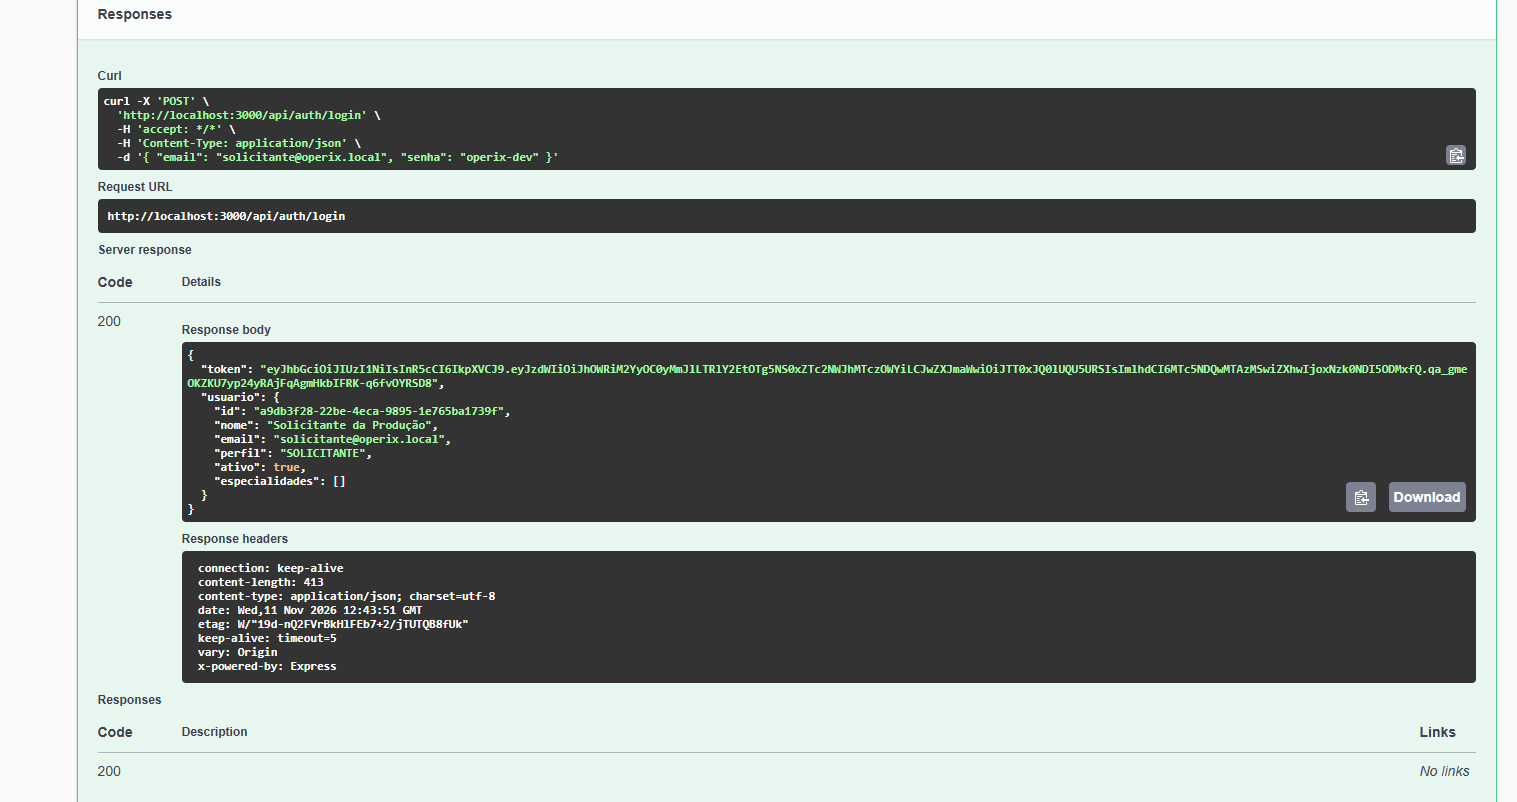 Responses
Curl
curl -X 'POST' \
'http://localhost:3000/api/auth/login' \
-H 'accept: */*' \
-H 'Content-Type: application/json' \
-d '{ "email": "solicitante@operix.local", "senha": "operix-dev" }'
Request URL
http://localhost:3000/api/auth/login
Server response
Code Details
200
Response body
{
"token": "eyJhbGciOiJIUzI1NiIsInR5cCI6IkpXVCJ9.eyJzdWIiOiJhOWRiM2YyOC0yMmJlLTRlY2EtOTg5NS0xZTc2NWJhMTczOWYiLCJwZXJmaWwiOiJTT0xJQ0lUQU5URSIsImlhdCI6MTc5NDQwMTAzMSwiZXhwIjoxNzk0NDI5ODMxfQ.qa_gme
OKZKU7yp24yRAjFqAgmHkbIFRK-q6fvOYRSD8",
"usuario": {
"id": "a9db3f28-22be-4eca-9895-1e765ba1739f",
"nome": "Solicitante da Produção",
"email": "solicitante@operix.local",
"perfil": "SOLICITANTE",
"ativo": true,
"especialidades": []
}
}
Download
Response headers
connection: keep-alive
content-length: 413
content-type: application/json; charset=utf-8
date: Wed,11 Nov 2026 12:43:51 GMT
etag: W/"19d-nQ2FVrBkHlFEb7+2/jTUTQB8fUk"
keep-alive: timeout=5
vary: Origin
x-powered-by: Express
Responses
Code Description Links
200 No links